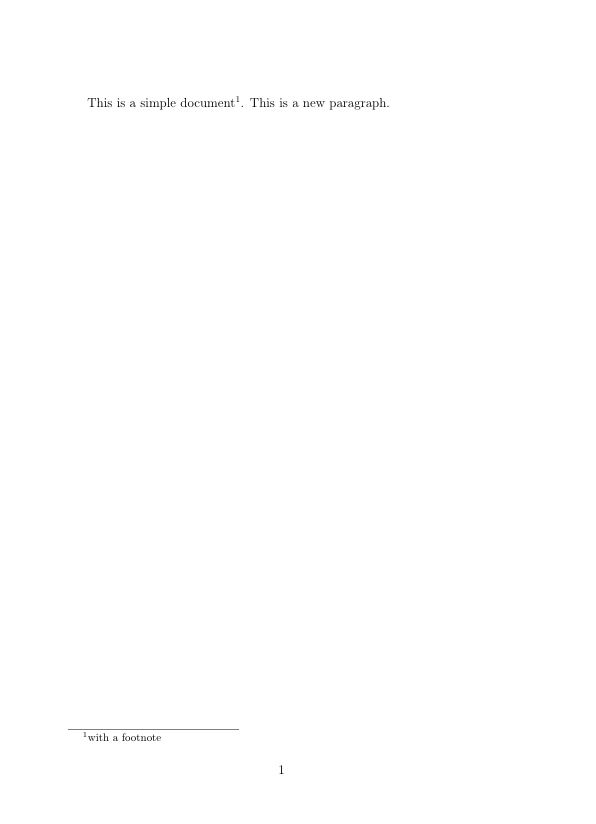 This is a simple document¹. This is a new paragraph.
¹with a footnote
1